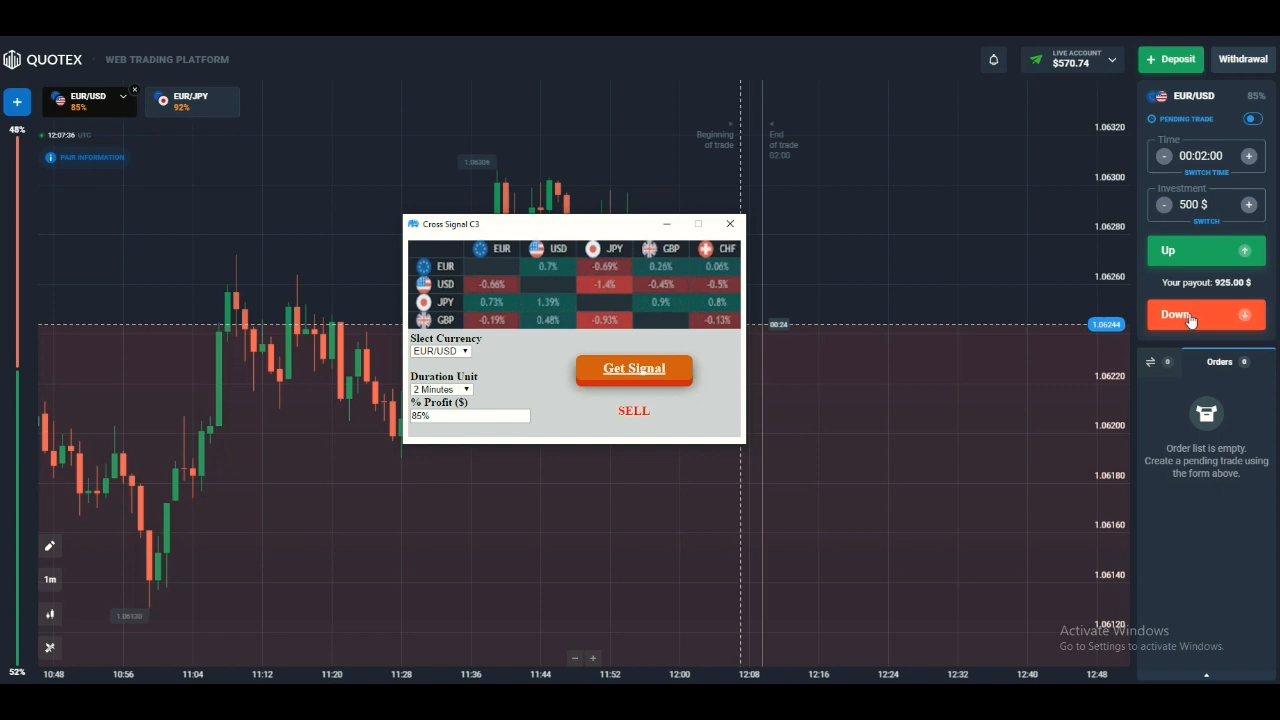 QUOTEX
WEB TRADING PLATFORM
LIVE ACCOUNT
$570.74
+ Deposit
Withdrawal
+
EUR/USD
85%
EUR/JPY
92%
48%
12:07:36 UTC
PAIR INFORMATION
Beginning
of trade
End
of trade
02:00
1.06306
1.06320
1.06300
1.06280
1.06260
1.06244
1.06220
1.06200
1.06180
1.06160
1.06140
1.06120
00:24
EUR/USD 85%
PENDING TRADE
Time
- 00:02:00 +
SWITCH TIME
Investment
- 500 $ +
SWITCH
Up
Your payout: 925.00 $
Down
0
Orders 0
Order list is empty.
Create a pending trade using
the form above.
Cross Signal C3
EUR USD JPY GBP CHF
EUR 0.7% -0.69% 0.26% 0.06%
USD -0.66% -1.4% -0.45% -0.5%
JPY 0.73% 1.39% 0.9% 0.8%
GBP -0.19% 0.48% -0.93% -0.13%
Slect Currency
EUR/USD
Get Signal
Duration Unit
2 Minutes
% Profit ($)
85%
SELL
1m
1.06130
Activate Windows
Go to Settings to activate Windows.
52%
- +
10:48 10:56 11:04 11:12 11:20 11:28 11:36 11:44 11:52 12:00 12:08 12:16 12:24 12:32 12:40 12:48